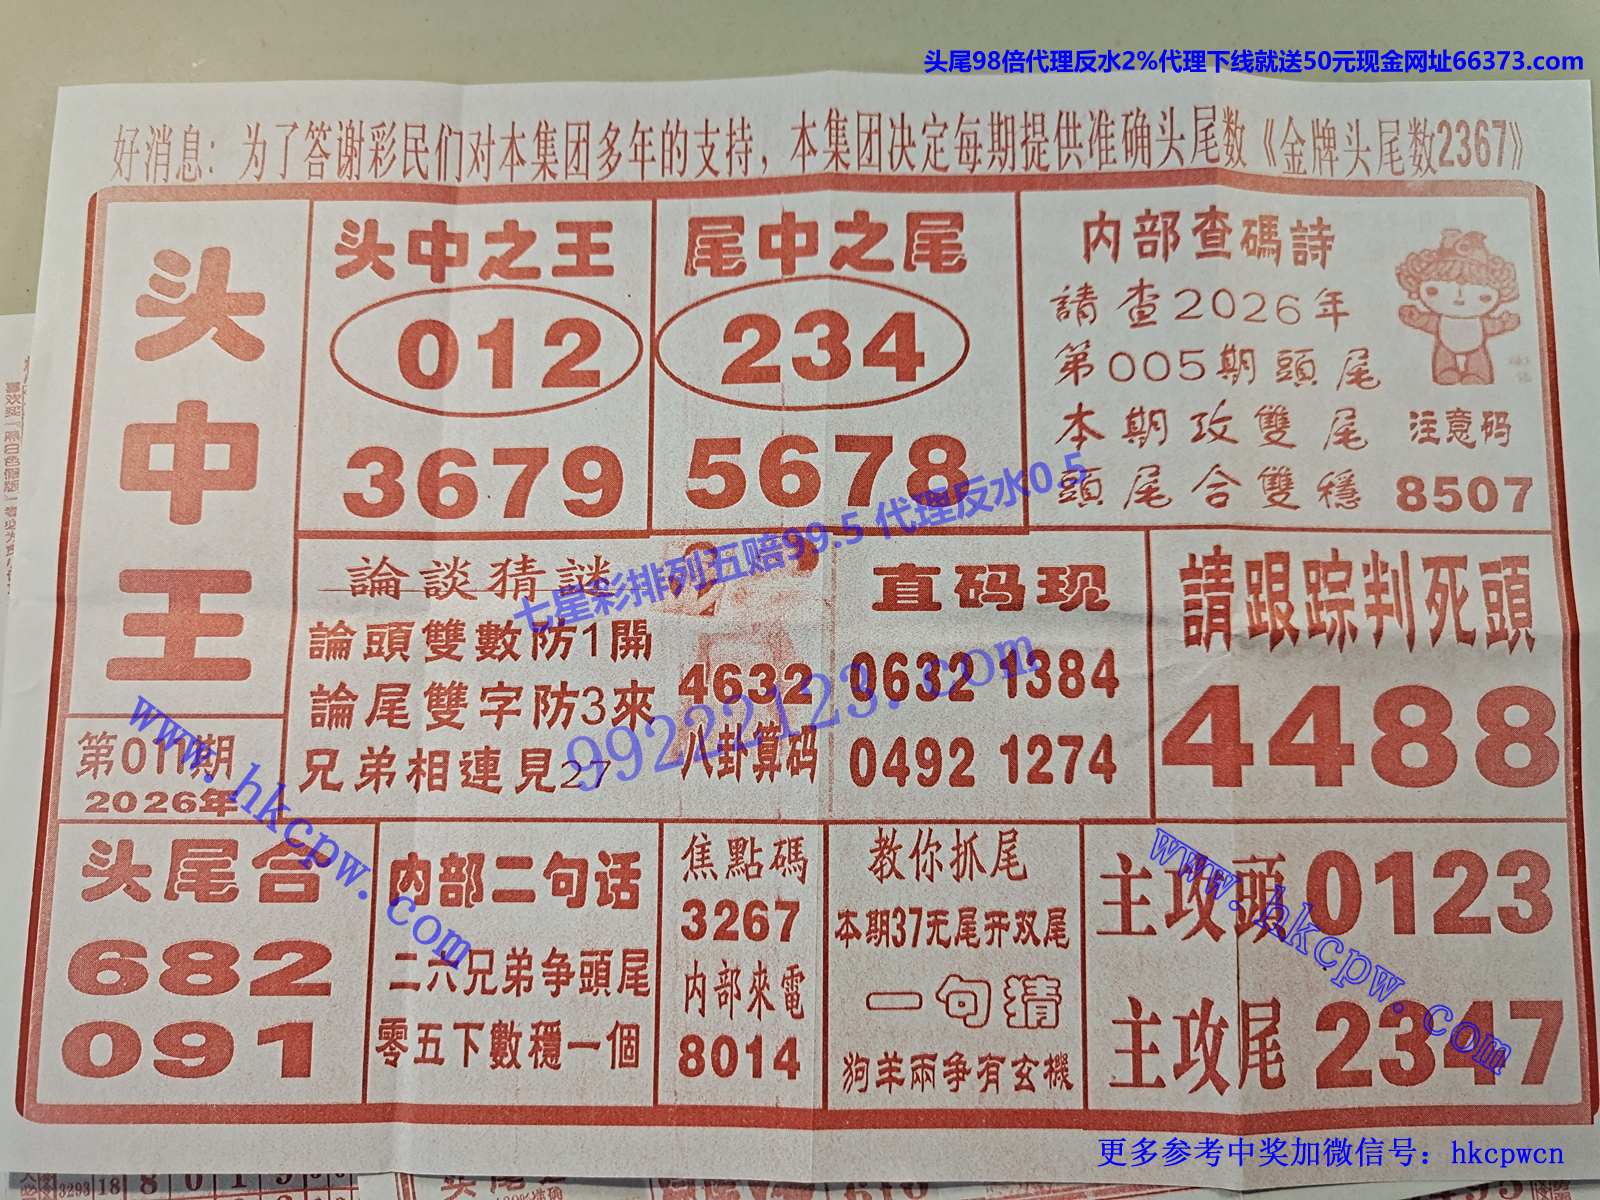 头尾98倍代理反水2%代理下线就送50元现金网址66373.com
好消息：为了答谢彩民们对本集团多年的支持，本集团决定每期提供准确头尾数《金牌头尾数2367》
头中王
第011期
2026年
头中之王
012
3679
尾中之尾
234
5678
内部查碼詩
請查2026年
第005期頭尾
本期攻雙尾
頭尾合雙穩
注意码
8507
論談猜謎
論頭雙數防1開
論尾雙字防3來
兄弟相連見27
4632
八卦算码
直码现
0632 1384
0492 1274
請跟踪判死頭
4488
头尾合
682
091
内部二句话
二六兄弟争頭尾
零五下數穩一個
焦點碼
3267
内部來電
8014
教你抓尾
本期37无尾开双尾
一句猜
狗羊兩争有玄機
主攻頭0123
主攻尾2347
七星彩排列五赔99.5 代理反水0.5
99222123.com
www.hkcpw.com
www.hkcpw.com
更多参考中奖加微信号：hkcpwcn
3293 18 8 0 1